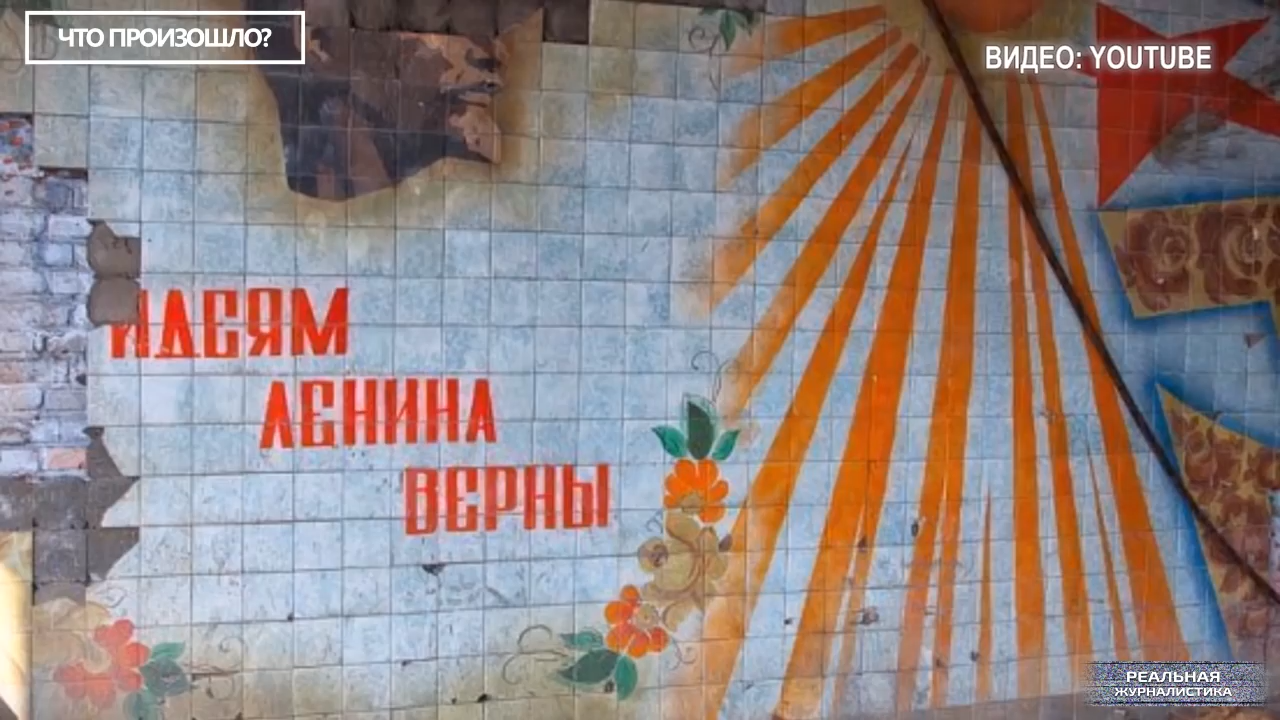 ЧТО ПРОИЗОШЛО?
ВИДЕО: YOUTUBE
ИДЕЯМ
ЛЕНИНА
ВЕРНЫ
РЕАЛЬНАЯ
ЖУРНАЛИСТИКА